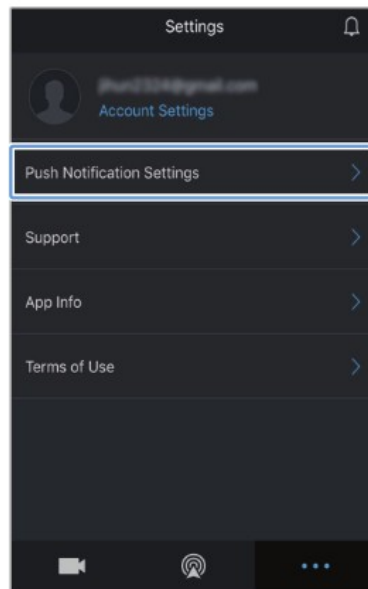 Settings
Account Settings
Push Notification Settings
Support
App Info
Terms of Use